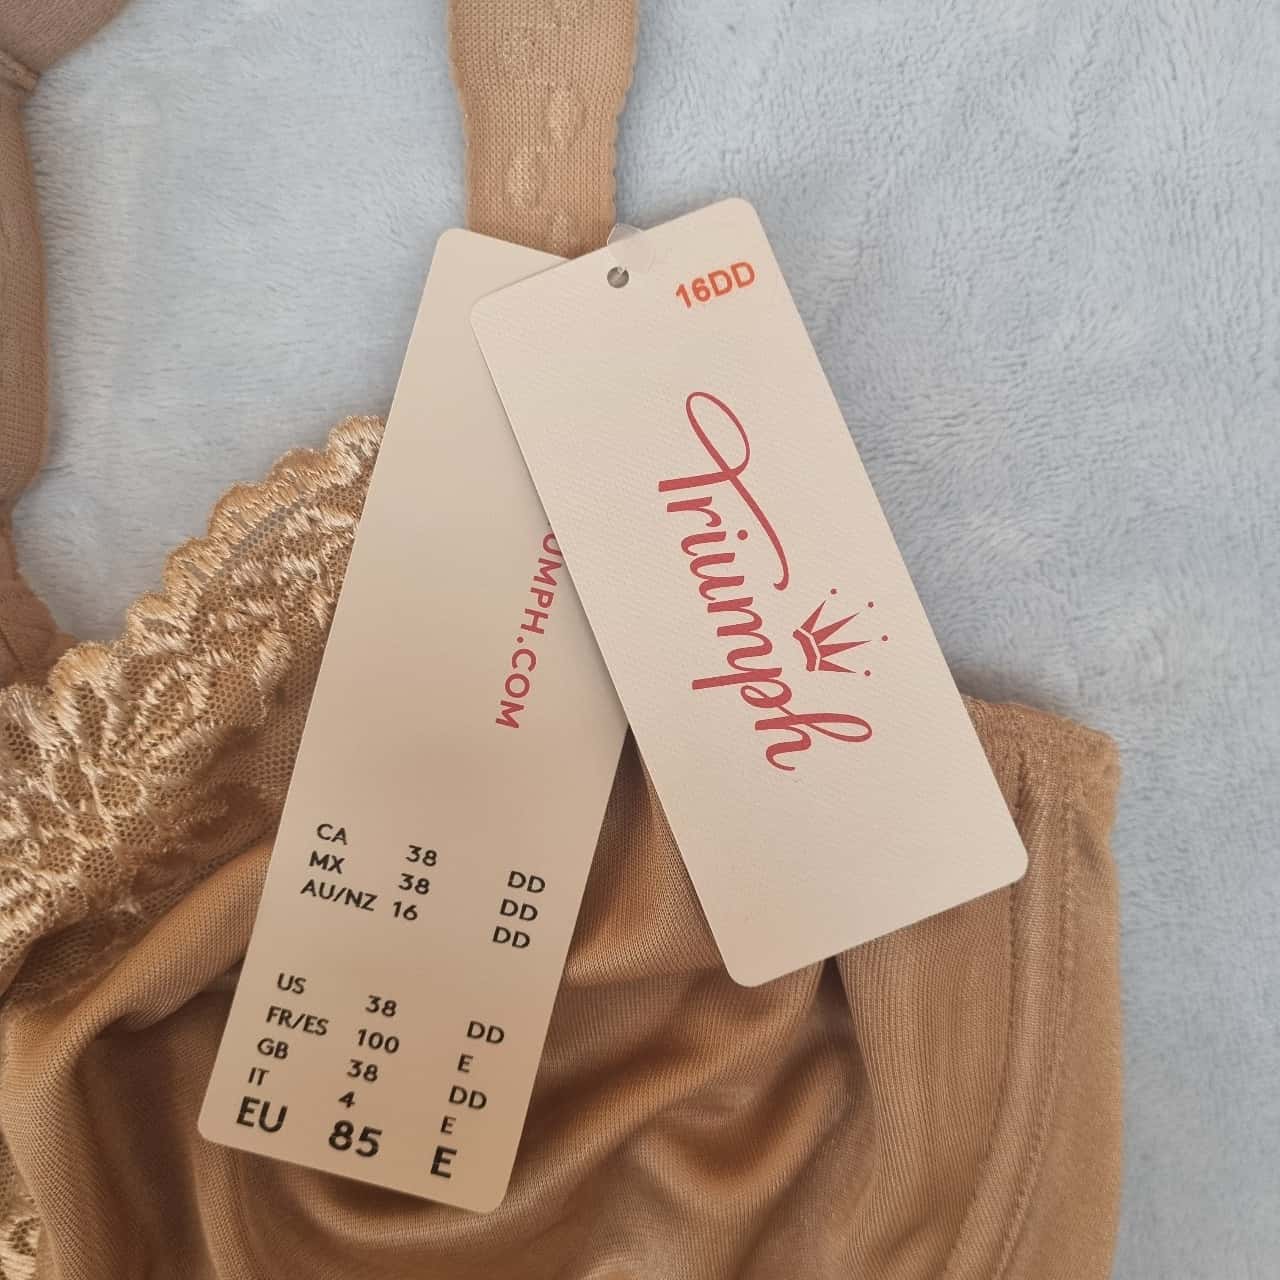 16DD
Triumph
UMPH.COM
CA 38 DD
MX 38 DD
AU/NZ 16 DD
US 38 DD
FR/ES 100 E
GB 38 DD
IT 4 E
EU 85 E